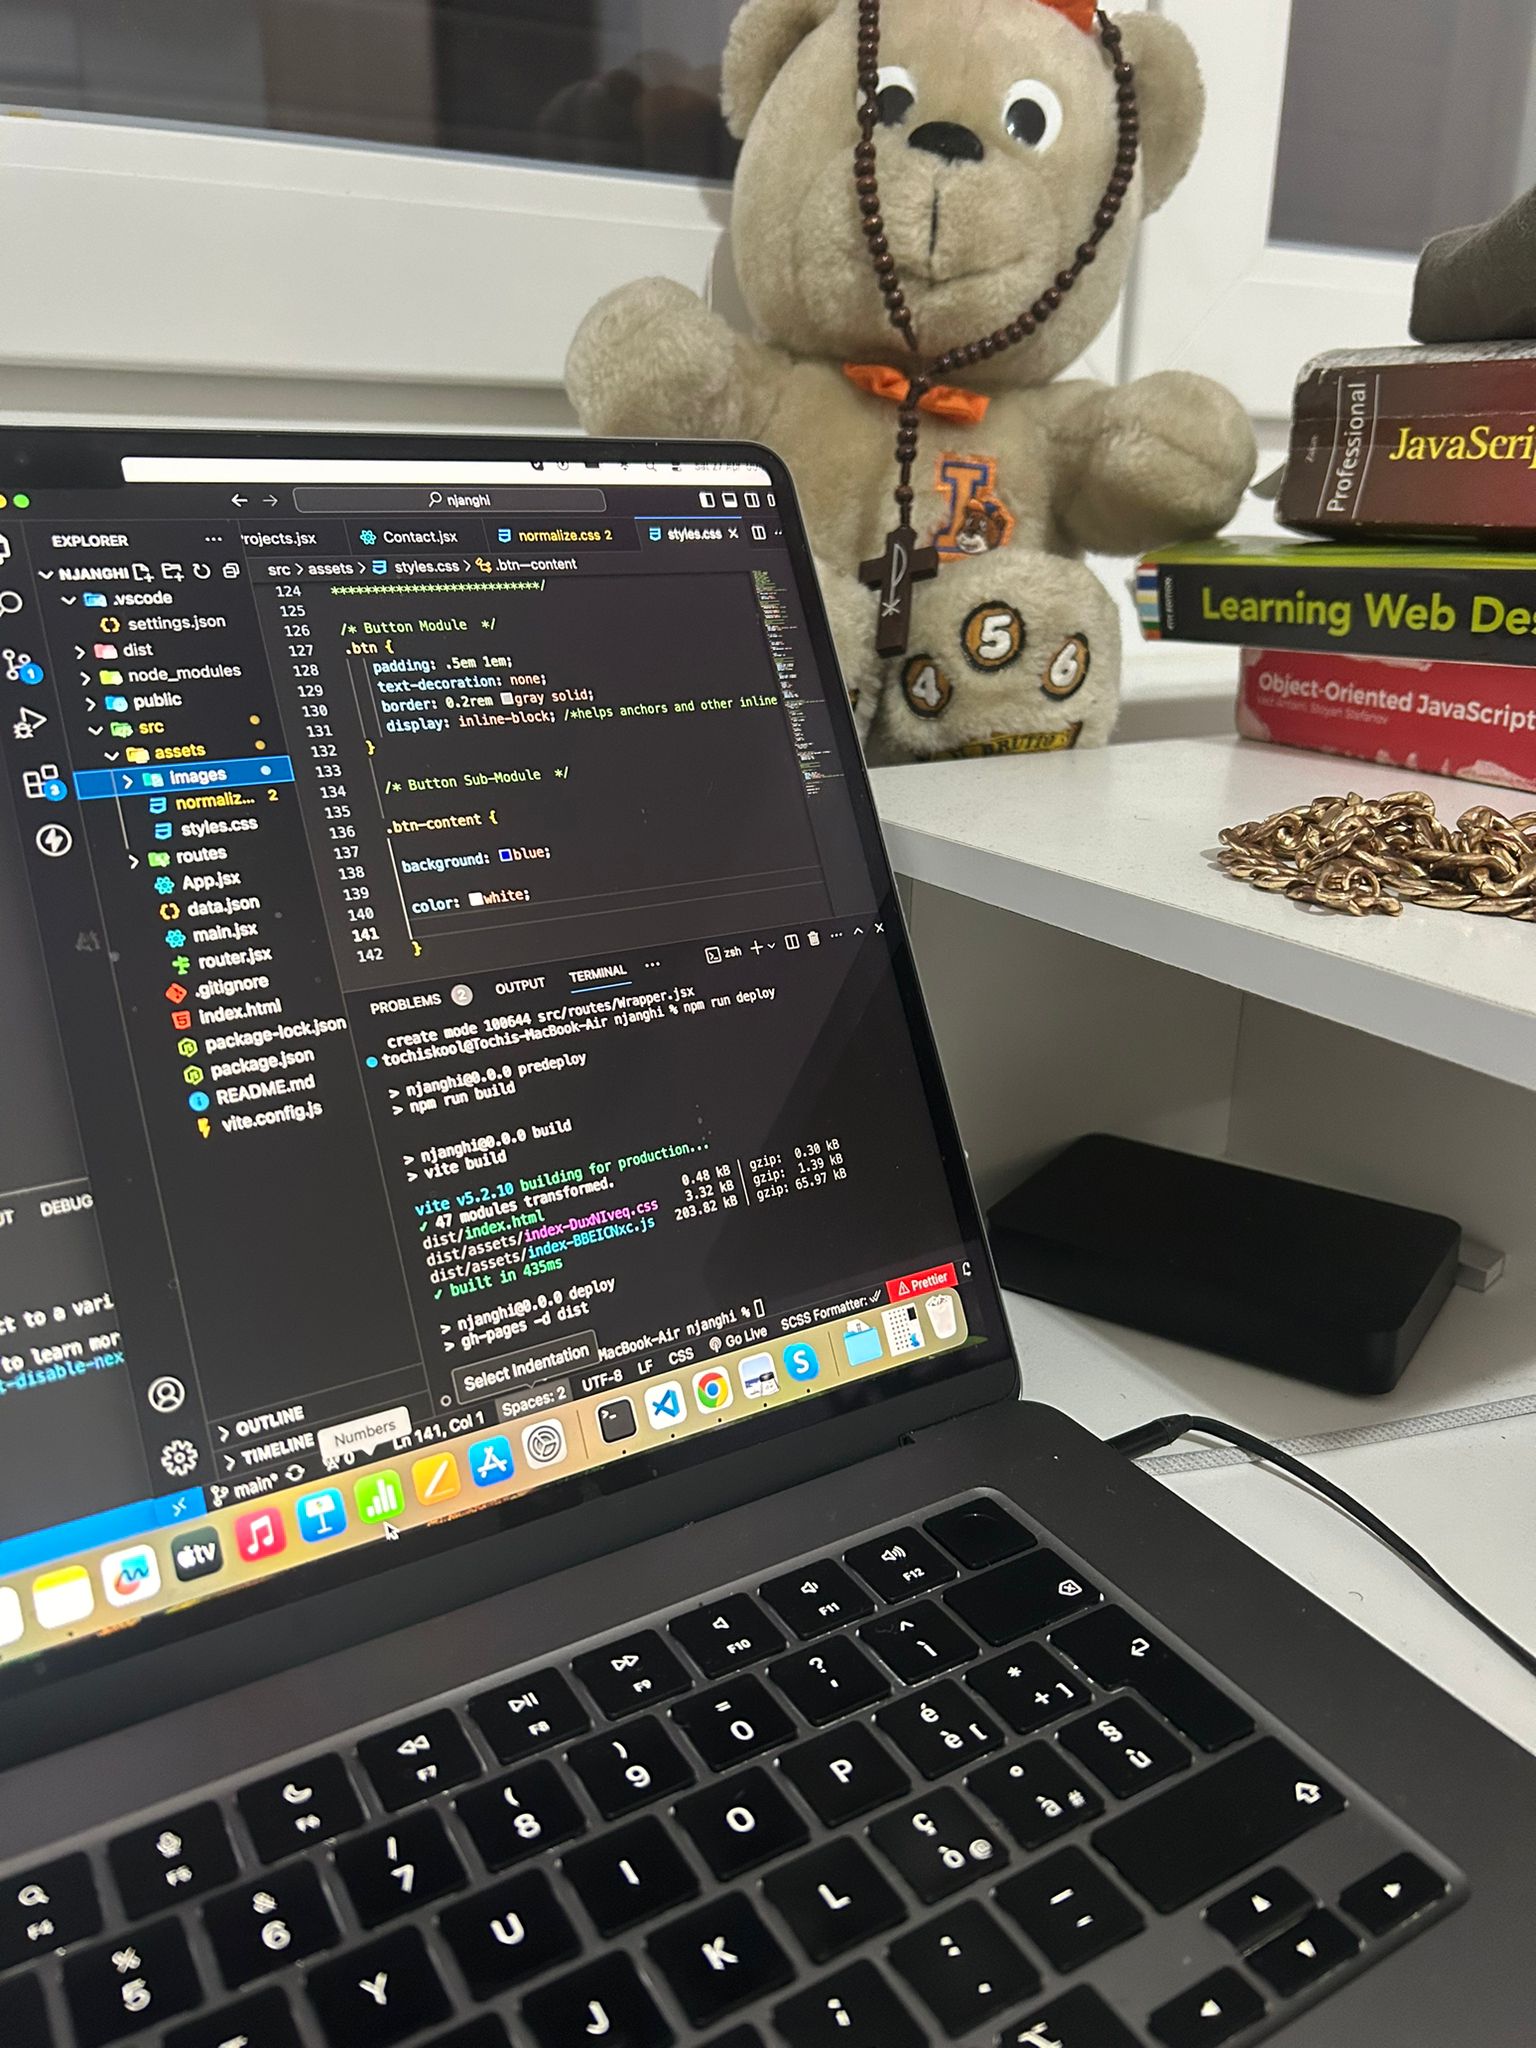 Professional
JavaScri
Learning Web Des
Object-Oriented JavaScript
4
5
6
njanghi
EXPLORER
rojects.jsx
Contact.jsx
normalize.css 2
styles.css
src > assets > styles.css > .btn-content
NJANGHI
.vscode
settings.json
dist
node_modules
public
src
assets
images
normaliz... 2
styles.css
routes
App.jsx
data.json
main.jsx
router.jsx
.gitignore
index.html
package-lock.json
package.json
README.md
vite.config.js
OUTLINE
TIMELINE
124 **************************/
125
126 /* Button Module */
127 .btn {
128 padding: .5em 1em;
129 text-decoration: none;
130 border: 0.2rem gray solid;
131 display: inline-block; /*helps anchors and other inline
132 }
133
134 /* Button Sub-Module */
135
136 .btn-content {
137
138 background: blue;
139
140 color: white;
141
142 }
PROBLEMS 2 OUTPUT TERMINAL ...
zsh
create mode 100644 src/routes/Wrapper.jsx
tochiskool@Tochis-MacBook-Air njanghi % npm run deploy
> njanghi@0.0.0 predeploy
> npm run build
> njanghi@0.0.0 build
> vite build
vite v5.2.10 building for production...
✓ 47 modules transformed.
dist/index.html 0.48 kB | gzip: 0.30 kB
dist/assets/index-DuxNIveq.css 3.32 kB | gzip: 1.39 kB
dist/assets/index-BBEICNxc.js 203.82 kB | gzip: 65.97 kB
✓ built in 435ms
> njanghi@0.0.0 deploy
> gh-pages -d dist
MacBook-Air njanghi %
Select Indentation
main*
Ln 141, Col 1
Spaces: 2
UTF-8
LF
CSS
Go Live
SCSS Formatter:
Prettier
Numbers
DEBUG
ct to a vari
to learn mor
t-disable-nex
tv
S
F4 F5 F6 F7 F8 F9 F10 F11 F12
% 5
& 6
/ 7
( 8
) 9
= 0
? '
^ ì
Y U I O P
é è [
* + ]
§ ù
J K L
ç ò @
° à #
; ,
: .
_ -